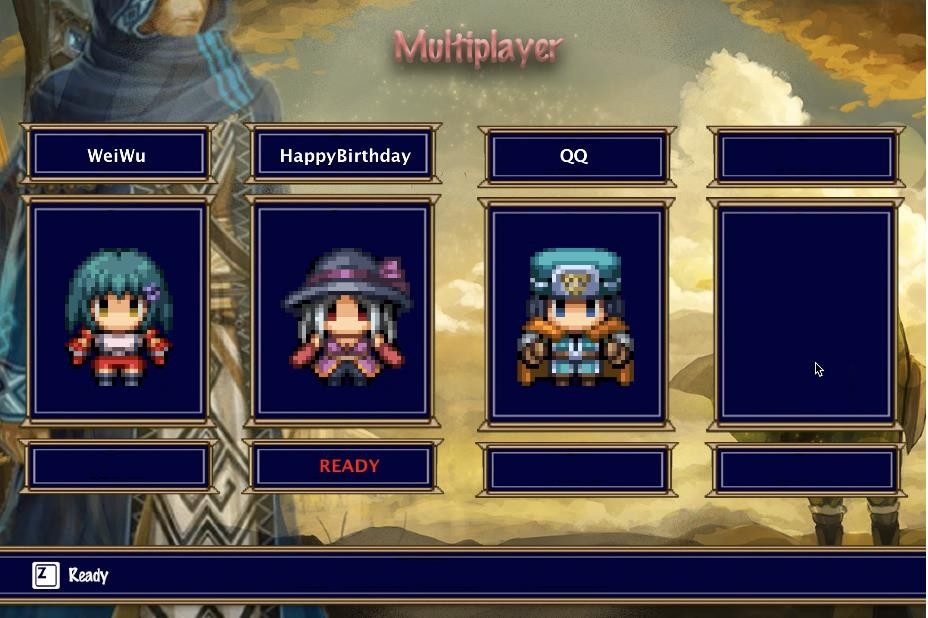 Multiplayer
WeiWu
HappyBirthday
QQ
READY
Z Ready